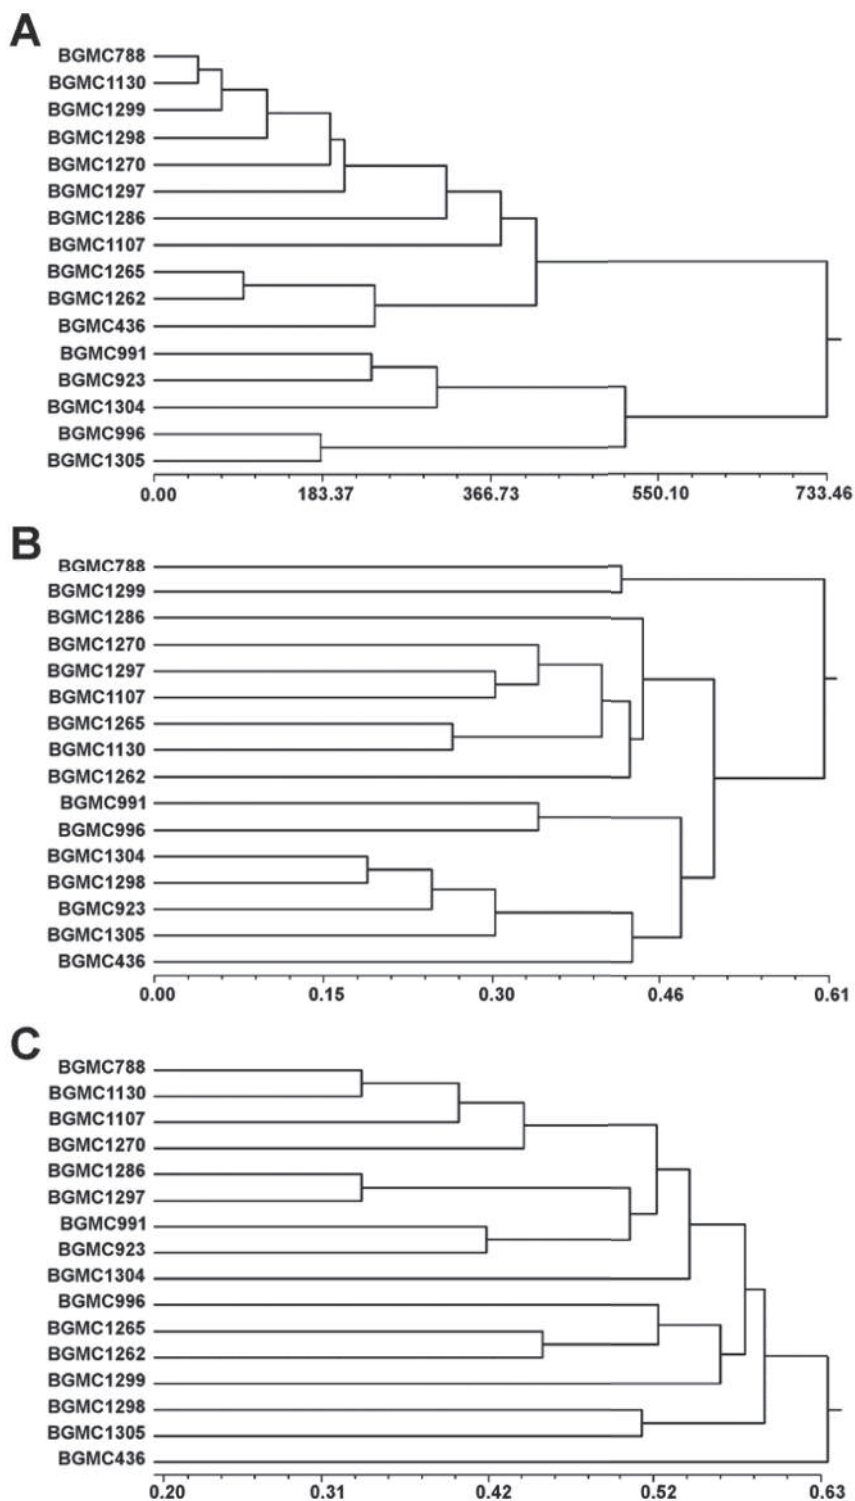 A
BGMC788
BGMC1130
BGMC1299
BGMC1298
BGMC1270
BGMC1297
BGMC1286
BGMC1107
BGMC1265
BGMC1262
BGMC436
BGMC991
BGMC923
BGMC1304
BGMC996
BGMC1305
0.00 183.37 366.73 550.10 733.46
B
BGMC788
BGMC1299
BGMC1286
BGMC1270
BGMC1297
BGMC1107
BGMC1265
BGMC1130
BGMC1262
BGMC991
BGMC996
BGMC1304
BGMC1298
BGMC923
BGMC1305
BGMC436
0.00 0.15 0.30 0.46 0.61
C
BGMC788
BGMC1130
BGMC1107
BGMC1270
BGMC1286
BGMC1297
BGMC991
BGMC923
BGMC1304
BGMC996
BGMC1265
BGMC1262
BGMC1299
BGMC1298
BGMC1305
BGMC436
0.20 0.31 0.42 0.52 0.63